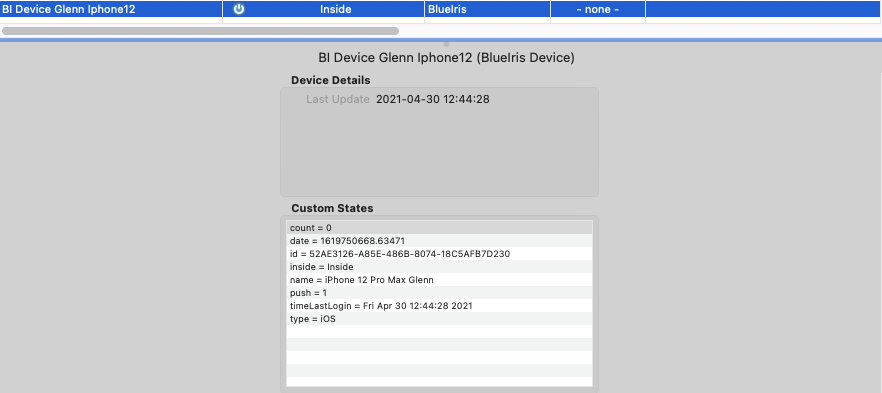 BI Device Glenn Iphone12 Inside BlueIris - none -
BI Device Glenn Iphone12 (BlueIris Device)
Device Details
Last Update 2021-04-30 12:44:28
Custom States
count = 0
date = 1619750668.63471
id = 52AE3126-A85E-486B-8074-18C5AFB7D230
inside = Inside
name = iPhone 12 Pro Max Glenn
push = 1
timeLastLogin = Fri Apr 30 12:44:28 2021
type = iOS